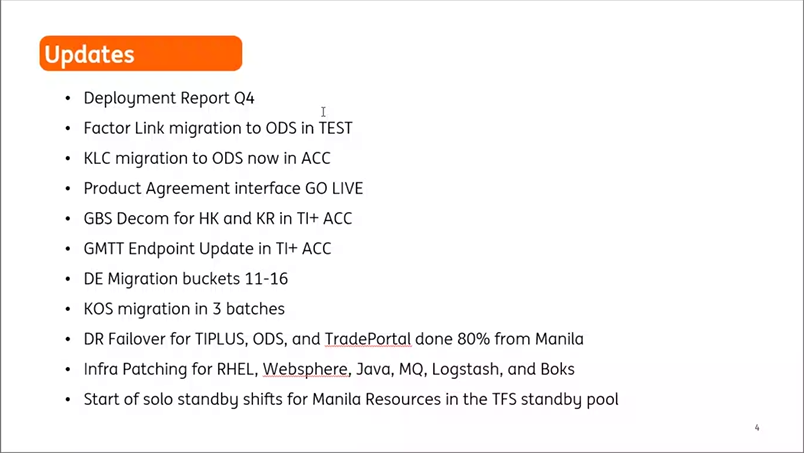 Updates
• Deployment Report Q4
• Factor Link migration to ODS in TEST
• KLC migration to ODS now in ACC
• Product Agreement interface GO LIVE
• GBS Decom for HK and KR in TI+ ACC
• GMTT Endpoint Update in TI+ ACC
• DE Migration buckets 11-16
• KOS migration in 3 batches
• DR Failover for TIPLUS, ODS, and TradePortal done 80% from Manila
• Infra Patching for RHEL, Websphere, Java, MQ, Logstash, and Boks
• Start of solo standby shifts for Manila Resources in the TFS standby pool
4